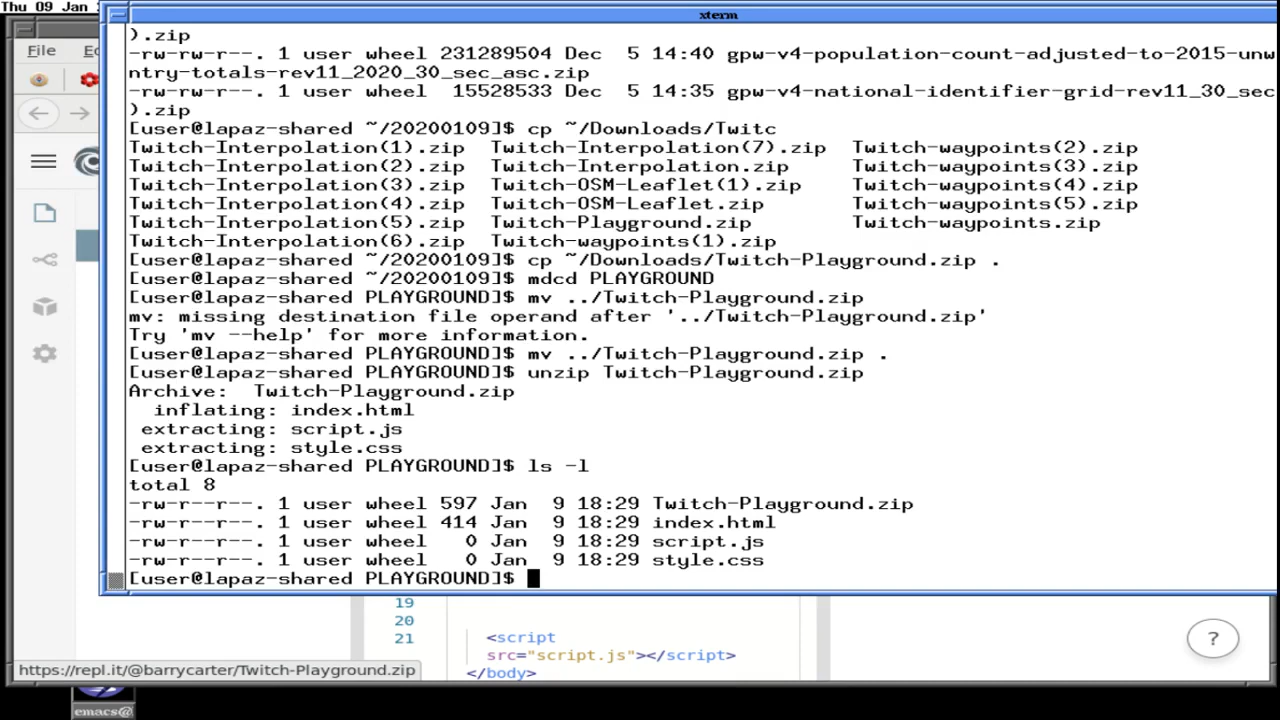 Thu 09 Jan
xterm
File
).zip
-rw-rw-r--. 1 user wheel 231289504 Dec  5 14:40 gpw-v4-population-count-adjusted-to-2015-unw
ntry-totals-rev11_2020_30_sec_asc.zip
-rw-rw-r--. 1 user wheel  15528533 Dec  5 14:35 gpw-v4-national-identifier-grid-rev11_30_sec
).zip
[user@lapaz-shared ~/20200109]$ cp ~/Downloads/Twitc
Twitch-Interpolation(1).zip  Twitch-Interpolation(7).zip  Twitch-waypoints(2).zip
Twitch-Interpolation(2).zip  Twitch-Interpolation.zip     Twitch-waypoints(3).zip
Twitch-Interpolation(3).zip  Twitch-OSM-Leaflet(1).zip    Twitch-waypoints(4).zip
Twitch-Interpolation(4).zip  Twitch-OSM-Leaflet.zip       Twitch-waypoints(5).zip
Twitch-Interpolation(5).zip  Twitch-Playground.zip        Twitch-waypoints.zip
Twitch-Interpolation(6).zip  Twitch-waypoints(1).zip
[user@lapaz-shared ~/20200109]$ cp ~/Downloads/Twitch-Playground.zip .
[user@lapaz-shared ~/20200109]$ mdcd PLAYGROUND
[user@lapaz-shared PLAYGROUND]$ mv ../Twitch-Playground.zip
mv: missing destination file operand after '../Twitch-Playground.zip'
Try 'mv --help' for more information.
[user@lapaz-shared PLAYGROUND]$ mv ../Twitch-Playground.zip .
[user@lapaz-shared PLAYGROUND]$ unzip Twitch-Playground.zip
Archive:  Twitch-Playground.zip
  inflating: index.html
 extracting: script.js
 extracting: style.css
[user@lapaz-shared PLAYGROUND]$ ls -l
total 8
-rw-r--r--. 1 user wheel 597 Jan  9 18:29 Twitch-Playground.zip
-rw-r--r--. 1 user wheel 414 Jan  9 18:29 index.html
-rw-r--r--. 1 user wheel   0 Jan  9 18:29 script.js
-rw-r--r--. 1 user wheel   0 Jan  9 18:29 style.css
[user@lapaz-shared PLAYGROUND]$
19
20
21
<script
src="script.js"></script>
</body>
?
https://repl.it/@barrycarter/Twitch-Playground.zip
emacs@